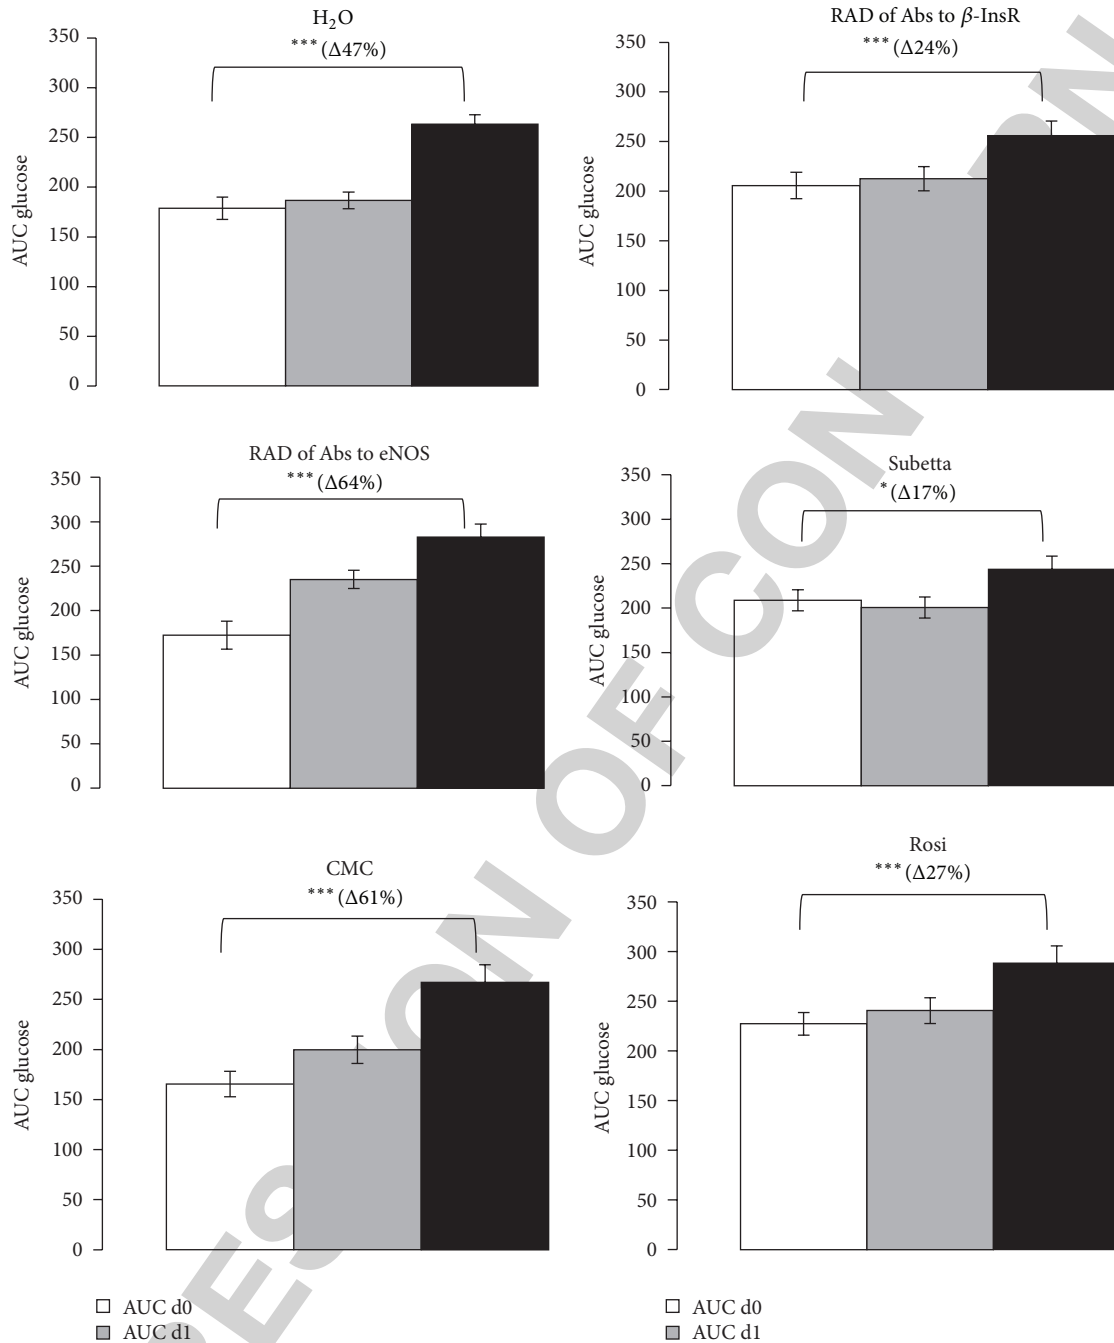 H₂O
*** (Δ47%)
350
300
250
200
150
100
50
0
AUC glucose
RAD of Abs to β-InsR
*** (Δ24%)
350
300
250
200
150
100
50
0
AUC glucose
RAD of Abs to eNOS
*** (Δ64%)
350
300
250
200
150
100
50
0
AUC glucose
Subetta
* (Δ17%)
350
300
250
200
150
100
50
0
AUC glucose
CMC
*** (Δ61%)
350
300
250
200
150
100
50
0
AUC glucose
Rosi
*** (Δ27%)
350
300
250
200
150
100
50
0
AUC glucose
AUC d0
AUC d1
AUC d0
AUC d1
OF